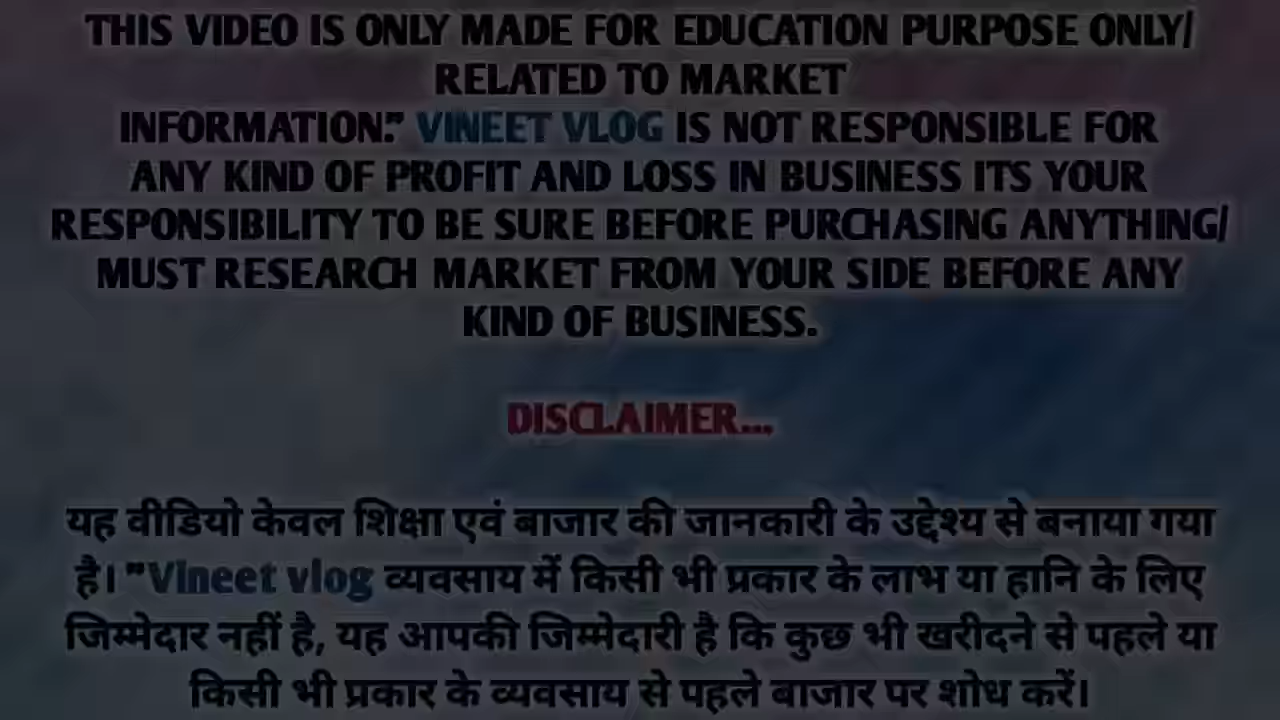 THIS VIDEO IS ONLY MADE FOR EDUCATION PURPOSE ONLY/
RELATED TO MARKET
INFORMATION." VINEET VLOG IS NOT RESPONSIBLE FOR
ANY KIND OF PROFIT AND LOSS IN BUSINESS ITS YOUR
RESPONSIBILITY TO BE SURE BEFORE PURCHASING ANYTHING/
MUST RESEARCH MARKET FROM YOUR SIDE BEFORE ANY
KIND OF BUSINESS.
DISCLAIMER...
यह वीडियो केवल शिक्षा एवं बाजार की जानकारी के उद्देश्य से बनाया गया
है। "Vineet vlog व्यवसाय में किसी भी प्रकार के लाभ या हानि के लिए
जिम्मेदार नहीं है, यह आपकी जिम्मेदारी है कि कुछ भी खरीदने से पहले या
किसी भी प्रकार के व्यवसाय से पहले बाजार पर शोध करें।